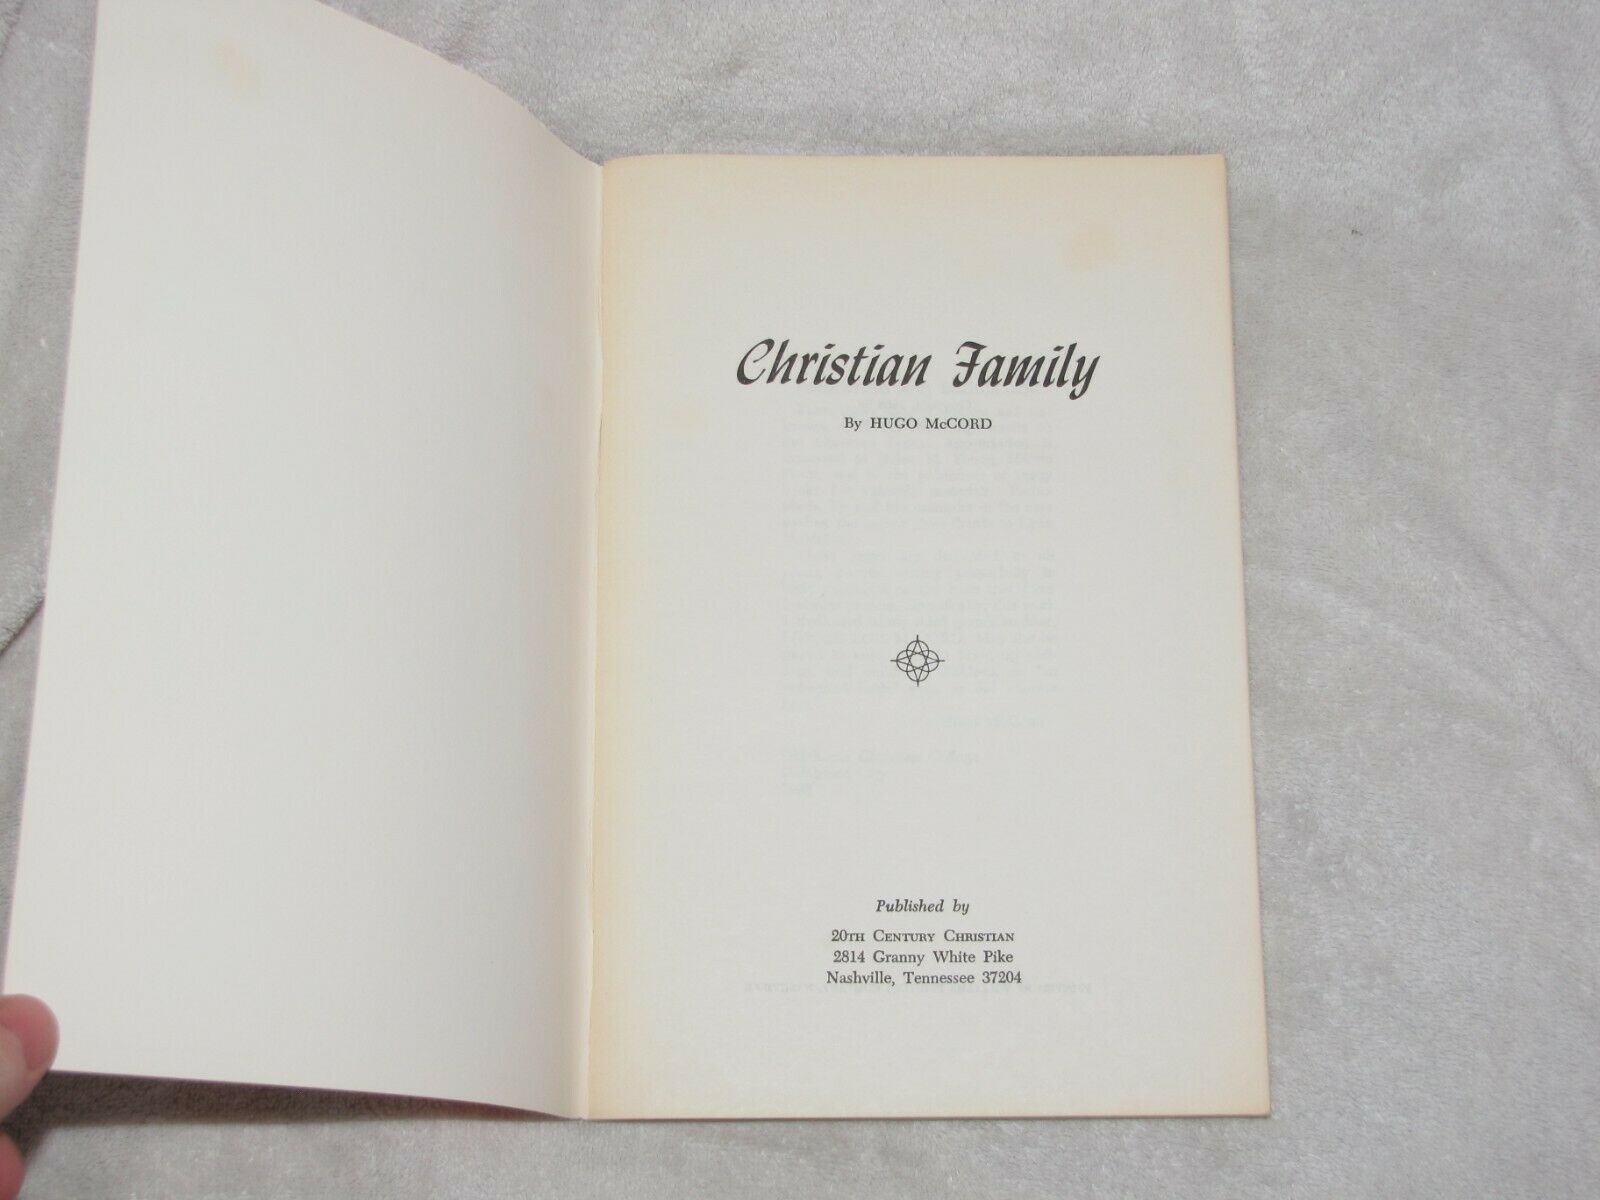 Christian Family
By HUGO McCORD
Published by
20TH CENTURY CHRISTIAN
2814 Granny White Pike
Nashville, Tennessee 37204